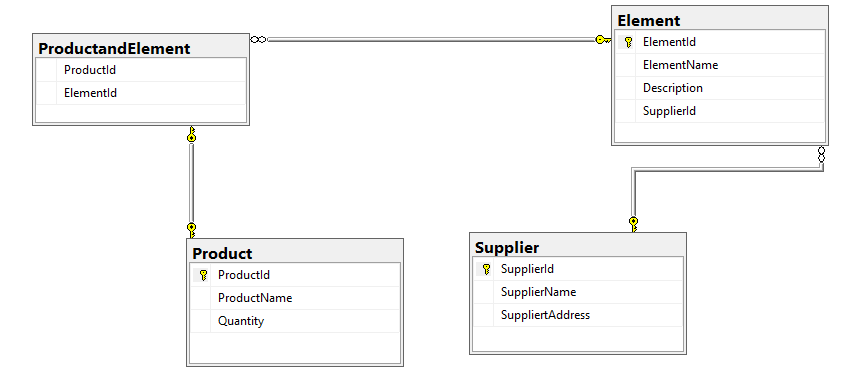 ProductandElement
ProductId
ElementId
Element
ElementId
ElementName
Description
SupplierId
Product
ProductId
ProductName
Quantity
Supplier
SupplierId
SupplierName
SuppliertAddress